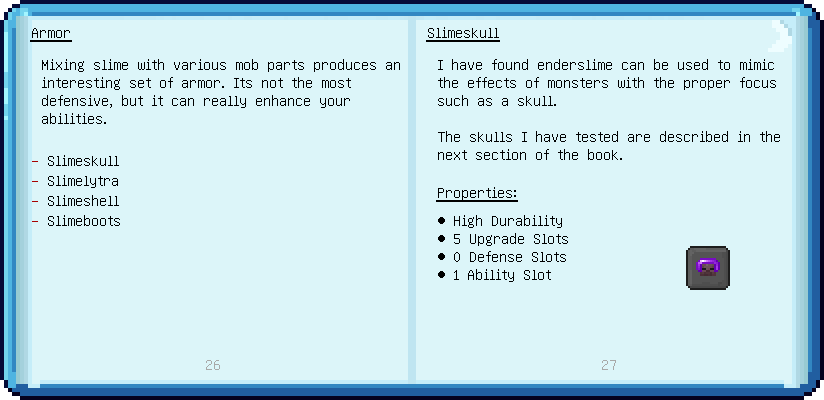 Armor
Mixing slime with various mob parts produces an
interesting set of armor. Its not the most
defensive, but it can really enhance your
abilities.
- Slimeskull
- Slimelytra
- Slimeshell
- Slimeboots
26
Slimeskull
I have found enderslime can be used to mimic
the effects of monsters with the proper focus
such as a skull.
The skulls I have tested are described in the
next section of the book.
Properties:
● High Durability
● 5 Upgrade Slots
● 0 Defense Slots
● 1 Ability Slot
27